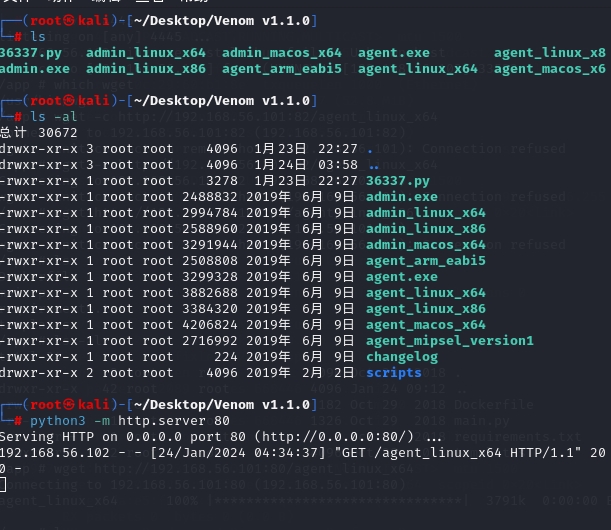 ┌──(root㉿kali)-[~/Desktop/Venom v1.1.0]
└─# ls
36337.py admin_linux_x64 admin_macos_x64 agent.exe agent_linux_x8
admin.exe admin_linux_x86 agent_arm_eabi5 agent_linux_x64 agent_macos_x6
┌──(root㉿kali)-[~/Desktop/Venom v1.1.0]
└─# ls -al
总计 30672
drwxr-xr-x 3 root root 4096 1月23日 22:27 .
drwxr-xr-x 3 root root 4096 1月24日 03:58 ..
-rwxr-xr-x 1 root root 3278 1月23日 22:27 36337.py
-rwxr-xr-x 1 root root 2488832 2019年 6月 9日 admin.exe
-rwxr-xr-x 1 root root 2994784 2019年 6月 9日 admin_linux_x64
-rwxr-xr-x 1 root root 2588960 2019年 6月 9日 admin_linux_x86
-rwxr-xr-x 1 root root 3291944 2019年 6月 9日 admin_macos_x64
-rwxr-xr-x 1 root root 2508808 2019年 6月 9日 agent_arm_eabi5
-rwxr-xr-x 1 root root 3299328 2019年 6月 9日 agent.exe
-rwxr-xr-x 1 root root 3882688 2019年 6月 9日 agent_linux_x64
-rwxr-xr-x 1 root root 3384320 2019年 6月 9日 agent_linux_x86
-rwxr-xr-x 1 root root 4206824 2019年 6月 9日 agent_macos_x64
-rwxr-xr-x 1 root root 2716992 2019年 6月 9日 agent_mipsel_version1
-rwxr-xr-x 1 root root 224 2019年 6月 9日 changelog
drwxr-xr-x 2 root root 4096 2019年 2月 2日 scripts
┌──(root㉿kali)-[~/Desktop/Venom v1.1.0]
└─# python3 -m http.server 80
Serving HTTP on 0.0.0.0 port 80 (http://0.0.0.0:80/) ...
192.168.56.102 - - [24/Jan/2024 04:34:37] "GET /agent_linux_x64 HTTP/1.1" 20
0 -